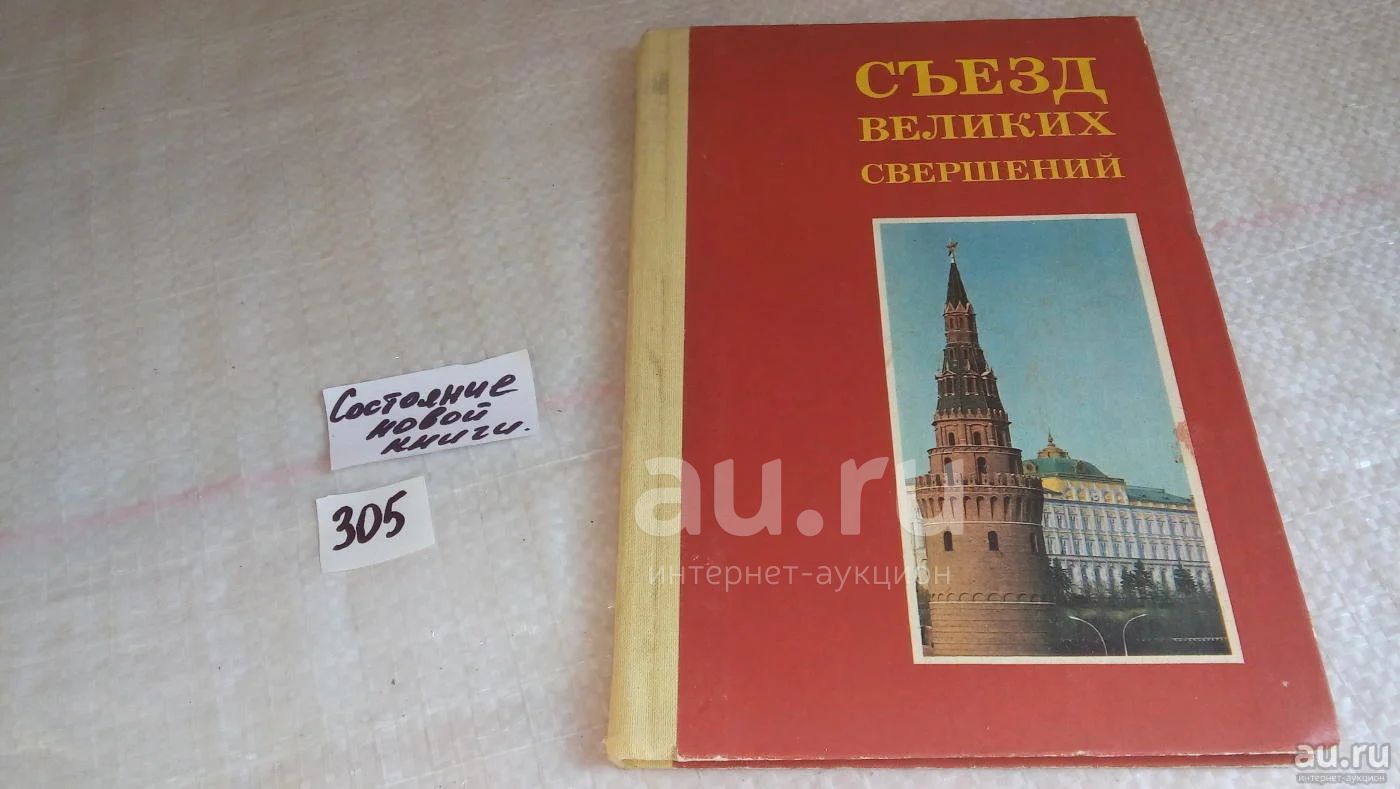 СЪЕЗД
ВЕЛИКИХ
СВЕРШЕНИЙ
Состояние
новой
книги.
305
au.ru
интернет-аукцион
au.ru
интернет-аукцион